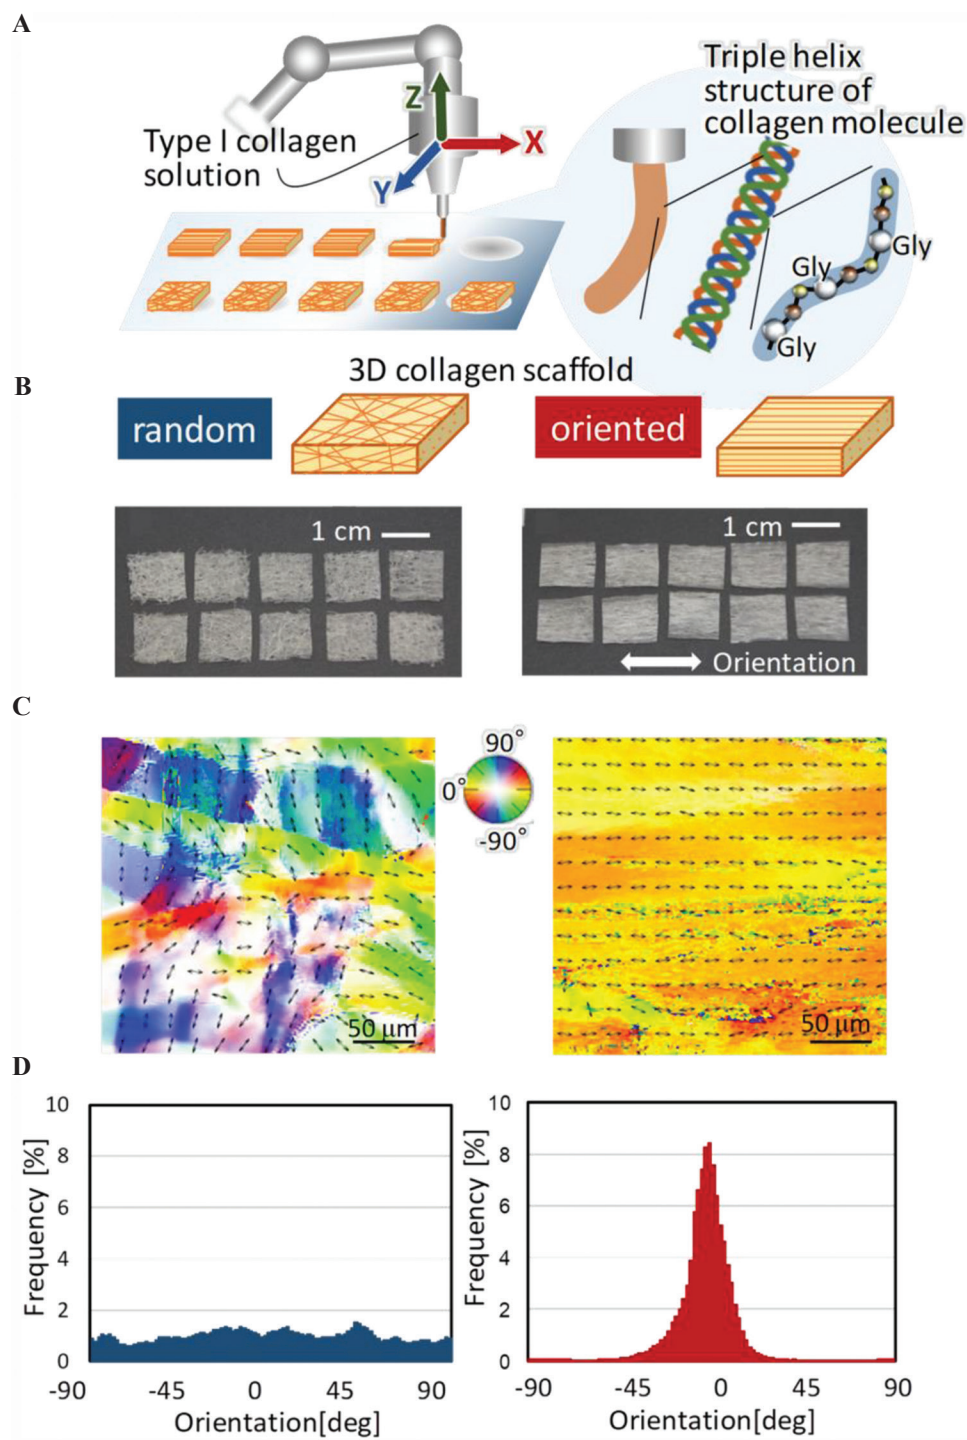 A
Type I collagen
solution
Z
X
Y
Triple helix
structure of
collagen molecule
Gly
Gly
Gly
3D collagen scaffold
B
random
oriented
1 cm
1 cm
Orientation
C
90°
0°
-90°
50 µm
50 µm
D
Frequency [%]
10
8
6
4
2
0
-90
-45
0
45
90
Orientation[deg]
Frequency [%]
10
8
6
4
2
0
-90
-45
0
45
90
Orientation[deg]